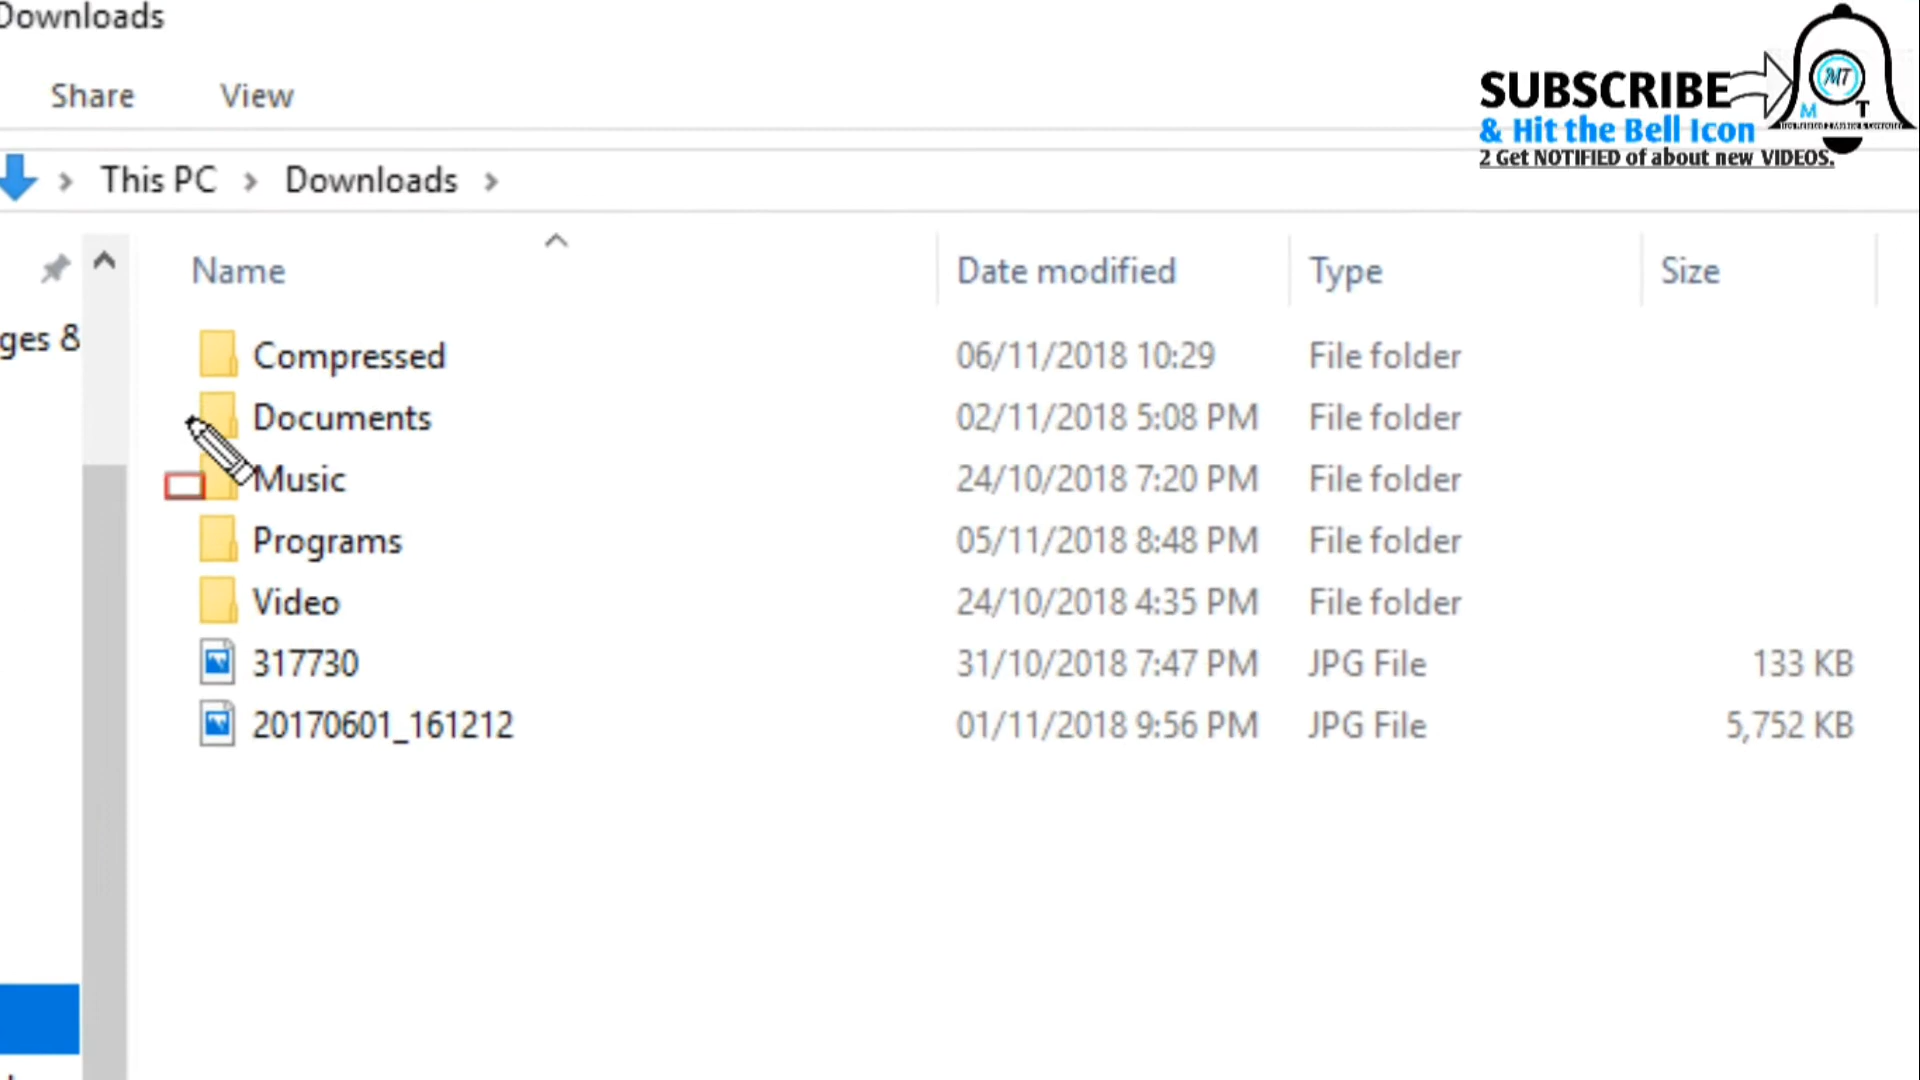 Downloads
Share View
SUBSCRIBE
& Hit the Bell Icon
2 Get NOTIFIED of about new VIDEOS.
MT
M T
This PC Downloads
Name Date modified Type Size
ges 8
Compressed 06/11/2018 10:29 File folder
Documents 02/11/2018 5:08 PM File folder
Music 24/10/2018 7:20 PM File folder
Programs 05/11/2018 8:48 PM File folder
Video 24/10/2018 4:35 PM File folder
317730 31/10/2018 7:47 PM JPG File 133 KB
20170601_161212 01/11/2018 9:56 PM JPG File 5,752 KB